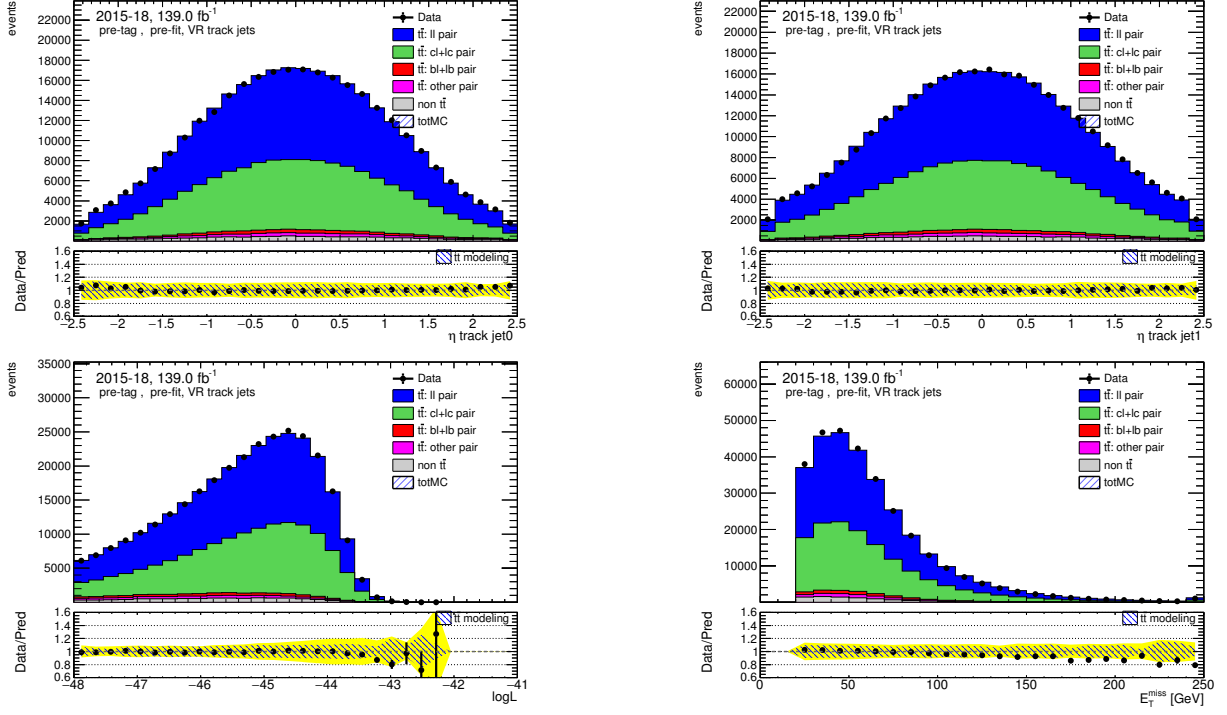 events
22000
20000
18000
16000
14000
12000
10000
8000
6000
4000
2000
2015-18, 139.0 fb⁻¹
pre-tag , pre-fit, VR track jets
Data
tt̄: ll pair
tt̄: cl+lc pair
tt̄: bl+lb pair
tt̄: other pair
non tt̄
totMC
Data/Pred
1.6
1.4
1.2
1
0.8
0.6
tt modeling
−2.5 −2 −1.5 −1 −0.5 0 0.5 1 1.5 2 2.5
η track jet0
events
22000
20000
18000
16000
14000
12000
10000
8000
6000
4000
2000
2015-18, 139.0 fb⁻¹
pre-tag , pre-fit, VR track jets
Data
tt̄: ll pair
tt̄: cl+lc pair
tt̄: bl+lb pair
tt̄: other pair
non tt̄
totMC
Data/Pred
1.6
1.4
1.2
1.0
0.8
0.6
tt modeling
−2.5 −2 −1.5 −1 −0.5 0 0.5 1 1.5 2 2.5
η track jet1
events
35000
30000
25000
20000
15000
10000
5000
2015-18, 139.0 fb⁻¹
pre-tag , pre-fit, VR track jets
Data
tt̄: ll pair
tt̄: cl+lc pair
tt̄: bl+lb pair
tt̄: other pair
non tt̄
totMC
Data/Pred
1.6
1.4
1.2
1
0.8
0.6
tt modeling
−48 −47 −46 −45 −44 −43 −42 −41
logL
events
60000
50000
40000
30000
20000
10000
2015-18, 139.0 fb⁻¹
pre-tag , pre-fit, VR track jets
Data
tt̄: ll pair
tt̄: cl+lc pair
tt̄: bl+lb pair
tt̄: other pair
non tt̄
totMC
Data/Pred
1.6
1.4
1.2
1
0.8
0.6
tt modeling
0 50 100 150 200 250
E_T^miss [GeV]